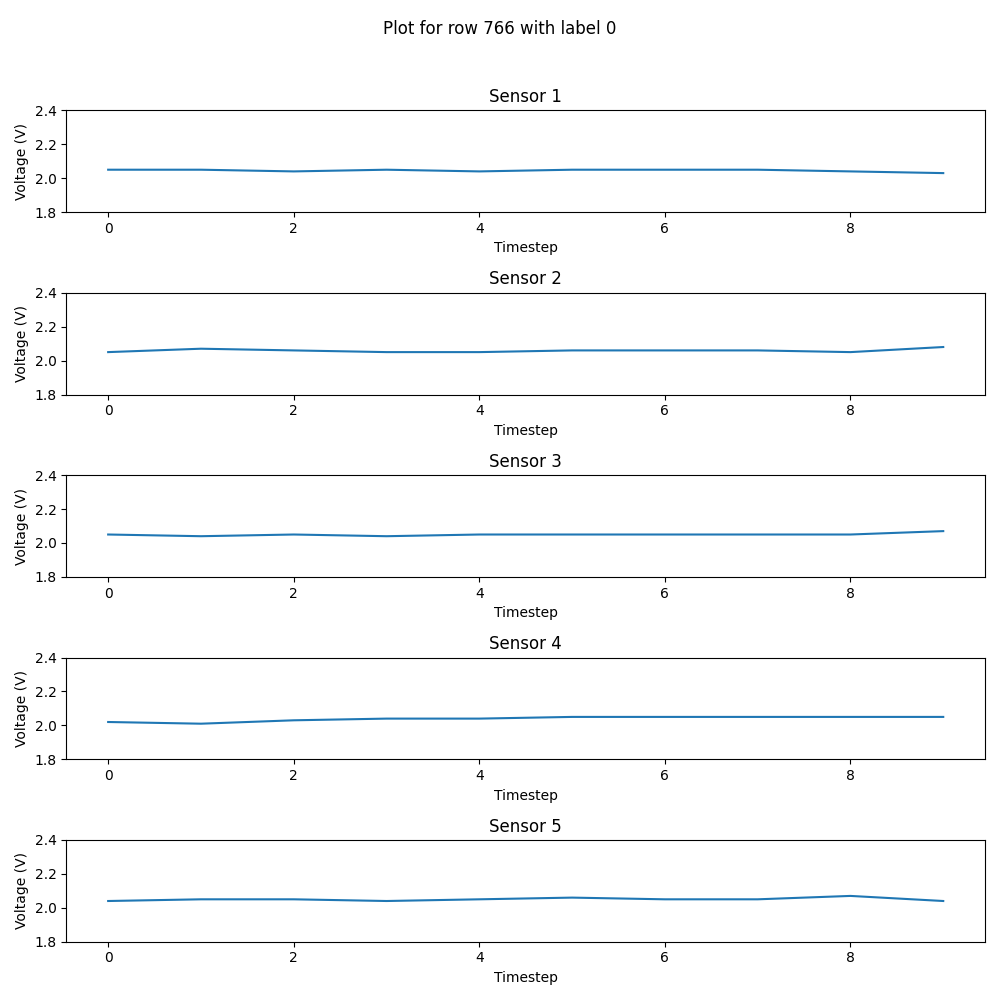 Plot for row 766 with label 0
Sensor 1
2.4
2.2
2.0
1.8
Voltage (V)
0 2 4 6 8
Timestep
Sensor 2
2.4
2.2
2.0
1.8
Voltage (V)
0 2 4 6 8
Timestep
Sensor 3
2.4
2.2
2.0
1.8
Voltage (V)
0 2 4 6 8
Timestep
Sensor 4
2.4
2.2
2.0
1.8
Voltage (V)
0 2 4 6 8
Timestep
Sensor 5
2.4
2.2
2.0
1.8
Voltage (V)
0 2 4 6 8
Timestep